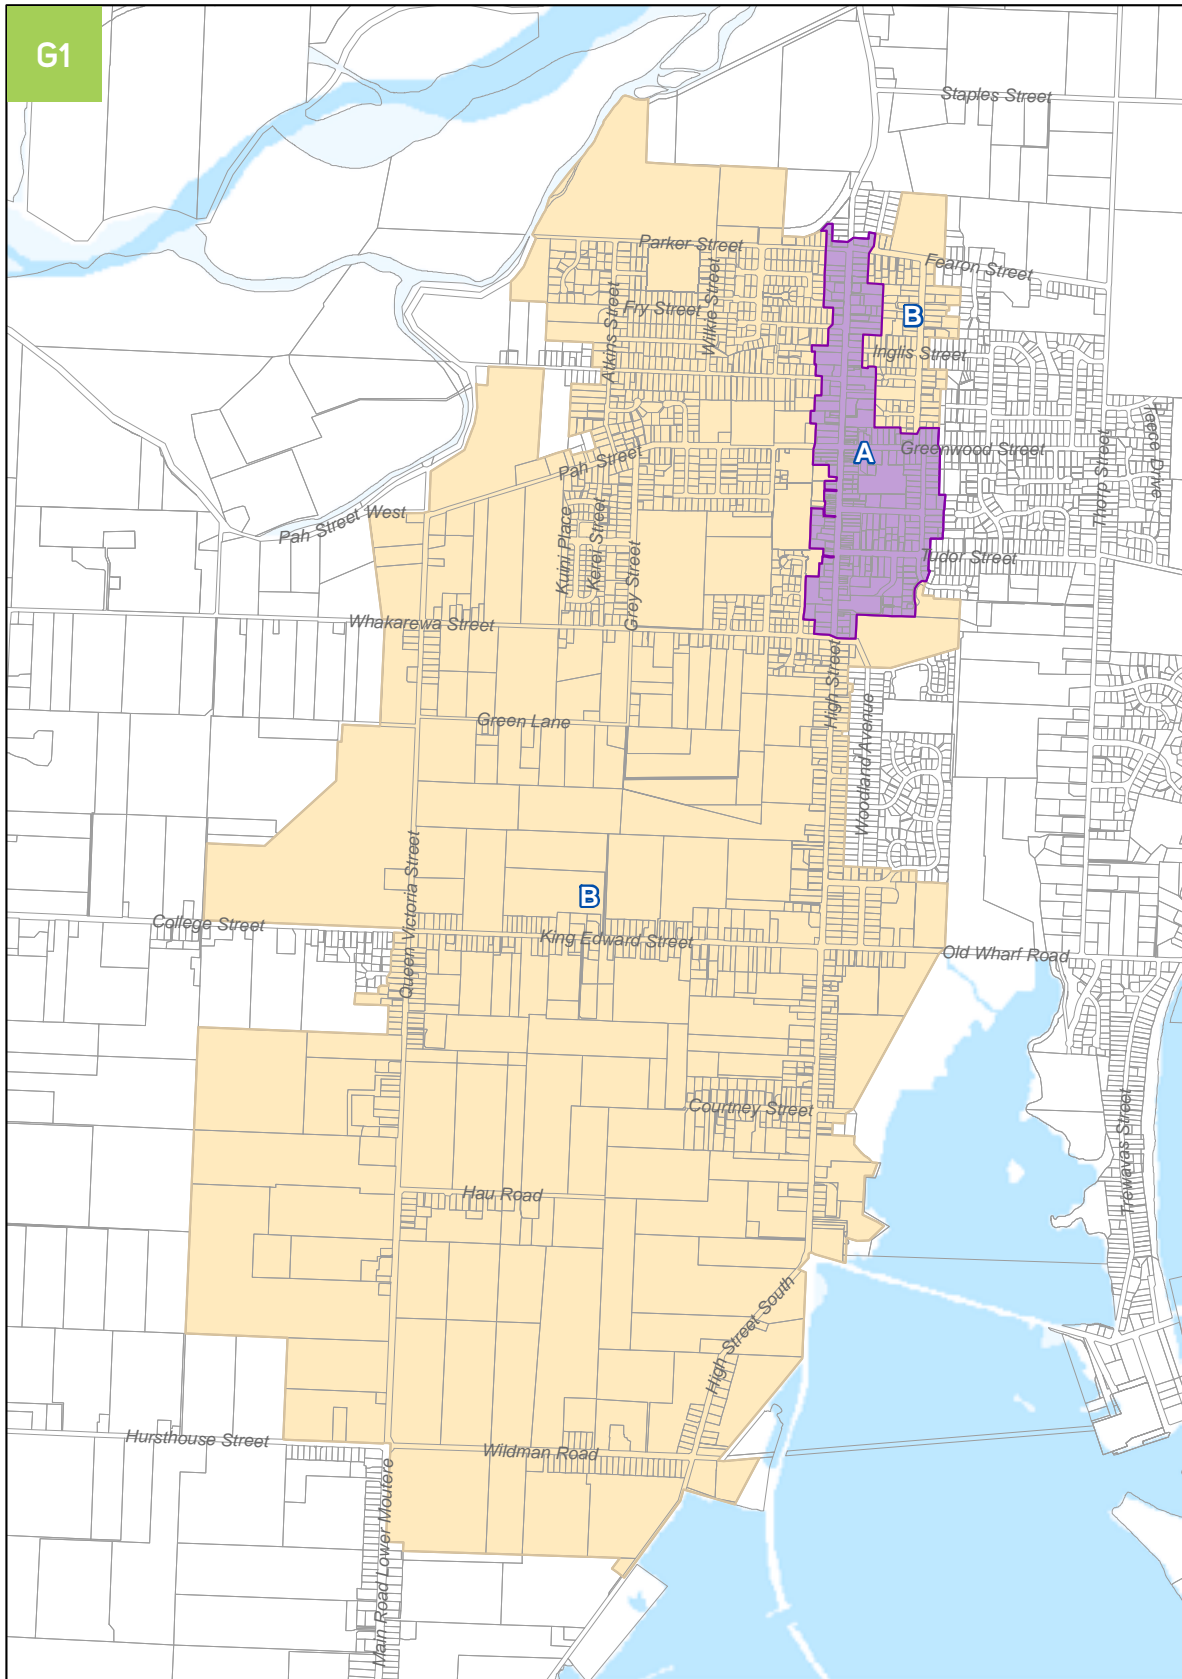 G1
Staples Street
Parker Street
Fearon Street
Fry Street
Wilkie Street
Atkins Street
B
Inglis Street
Greenwood Street
A
Pah Street
Thorp Street
Fleece Drive
Pah Street West
Kuini Place
Kerei Street
Grey Street
Tudor Street
Whakarewa Street
High Street
Green Lane
Woodland Avenue
Queen Victoria Street
B
College Street
King Edward Street
Old Wharf Road
Courtney Street
Trewavas Street
Hau Road
High Street South
Hursthouse Street
Wildman Road
Main Road Lower Moutere